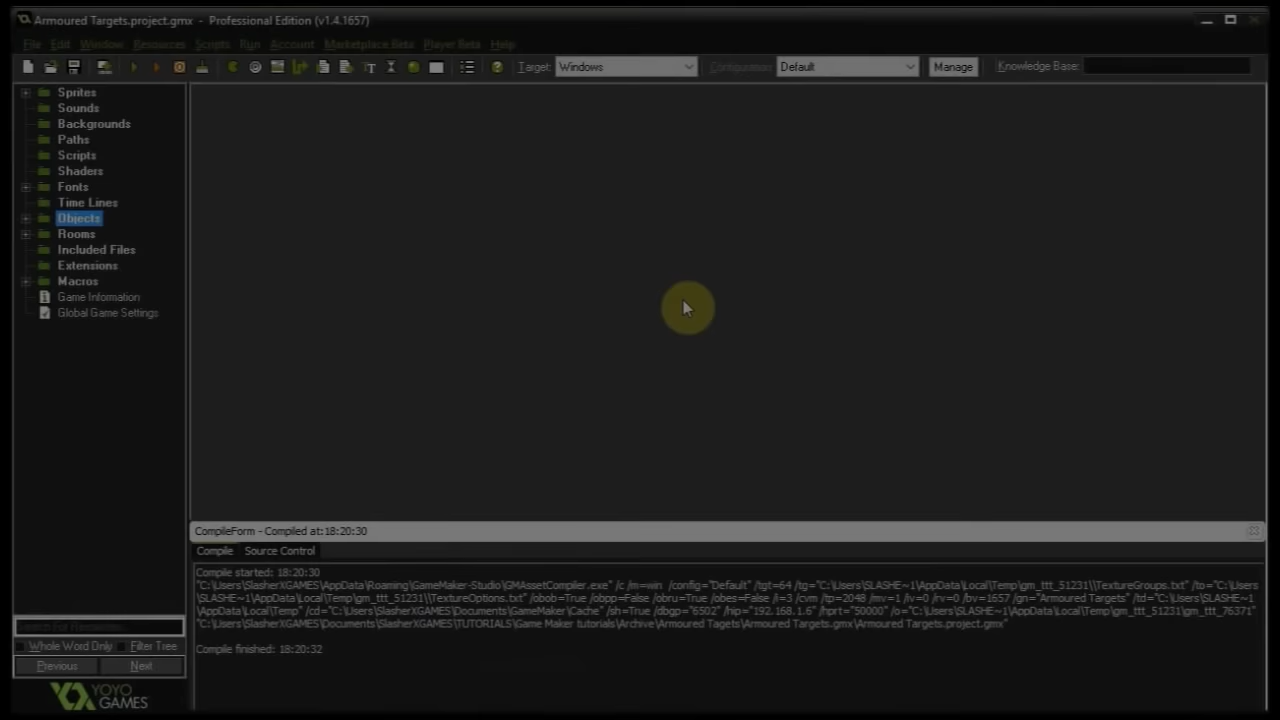 Armoured Targets.project.gmx - Professional Edition (v1.4.1657)
File Edit Window Resources Scripts Run Account Marketplace Beta Player Beta Help
Target: Windows Configuration: Default Manage Knowledge Base:
Sprites
Sounds
Backgrounds
Paths
Scripts
Shaders
Fonts
Time Lines
Objects
Rooms
Included Files
Extensions
Macros
Game Information
Global Game Settings
CompileForm - Compiled at:18:20:30
Compile Source Control
Compile started: 18:20:30
"C:\Users\SlasherXGAMES\AppData\Roaming\GameMaker-Studio\GMAssetCompiler.exe" /c /m=win /config="Default" /tgt=64 /tg="C:\Users\SLASHE~1\AppData\Local\Temp\gm_ttt_51231\\TextureGroups.txt" /to="C:\Users
\SLASHE~1\AppData\Local\Temp\gm_ttt_51231\\TextureOptions.txt" /obob=True /obpp=False /obru=True /obes=False /i=3 /cvm /tp=2048 /mv=1 /iv=0 /rv=0 /bv=1657 /gn="Armoured Targets" /td="C:\Users\SLASHE~1
\AppData\Local\Temp" /cd="C:\Users\SlasherXGAMES\Documents\GameMaker\Cache" /sh=True /dbgp="6502" /hip="192.168.1.6" /hprt="50000" /o="C:\Users\SLASHE~1\AppData\Local\Temp\gm_ttt_51231\gm_ttt_76371"
"C:\Users\SlasherXGAMES\Documents\SlasherXGAMES\TUTORIALS\Game Maker tutorials\Archive\Armoured Tagets\Armoured Targets.gmx\Armoured Targets.project.gmx"
Compile finished: 18:20:32
Whole Word Only Filter Tree
Previous Next
YOYO
GAMES